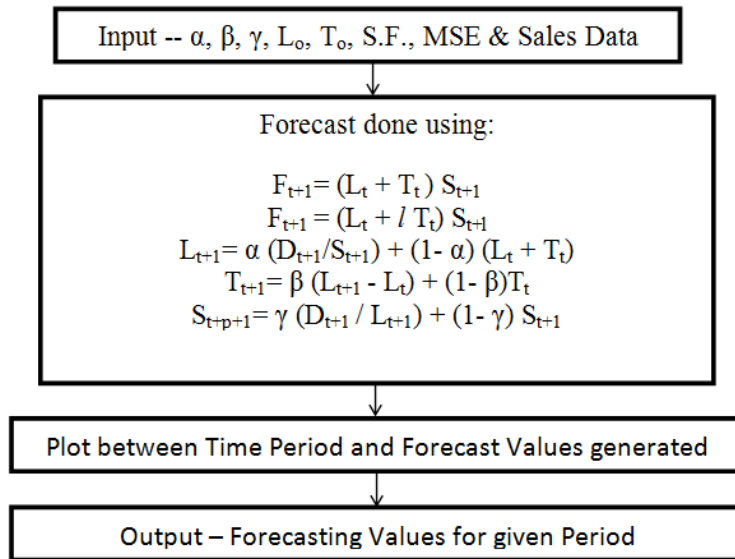 Input -- α, β, γ, Lₒ, Tₒ, S.F., MSE & Sales Data
Forecast done using:
Fₜ₊₁= (Lₜ + Tₜ ) Sₜ₊₁
Fₜ₊₁ = (Lₜ + l Tₜ) Sₜ₊ₗ
Lₜ₊₁= α (Dₜ₊₁/Sₜ₊₁) + (1- α) (Lₜ + Tₜ)
Tₜ₊₁= β (Lₜ₊₁ - Lₜ) + (1- β)Tₜ
Sₜ₊ₚ₊₁= γ (Dₜ₊₁ / Lₜ₊₁) + (1- γ) Sₜ₊₁
Plot between Time Period and Forecast Values generated
Output – Forecasting Values for given Period